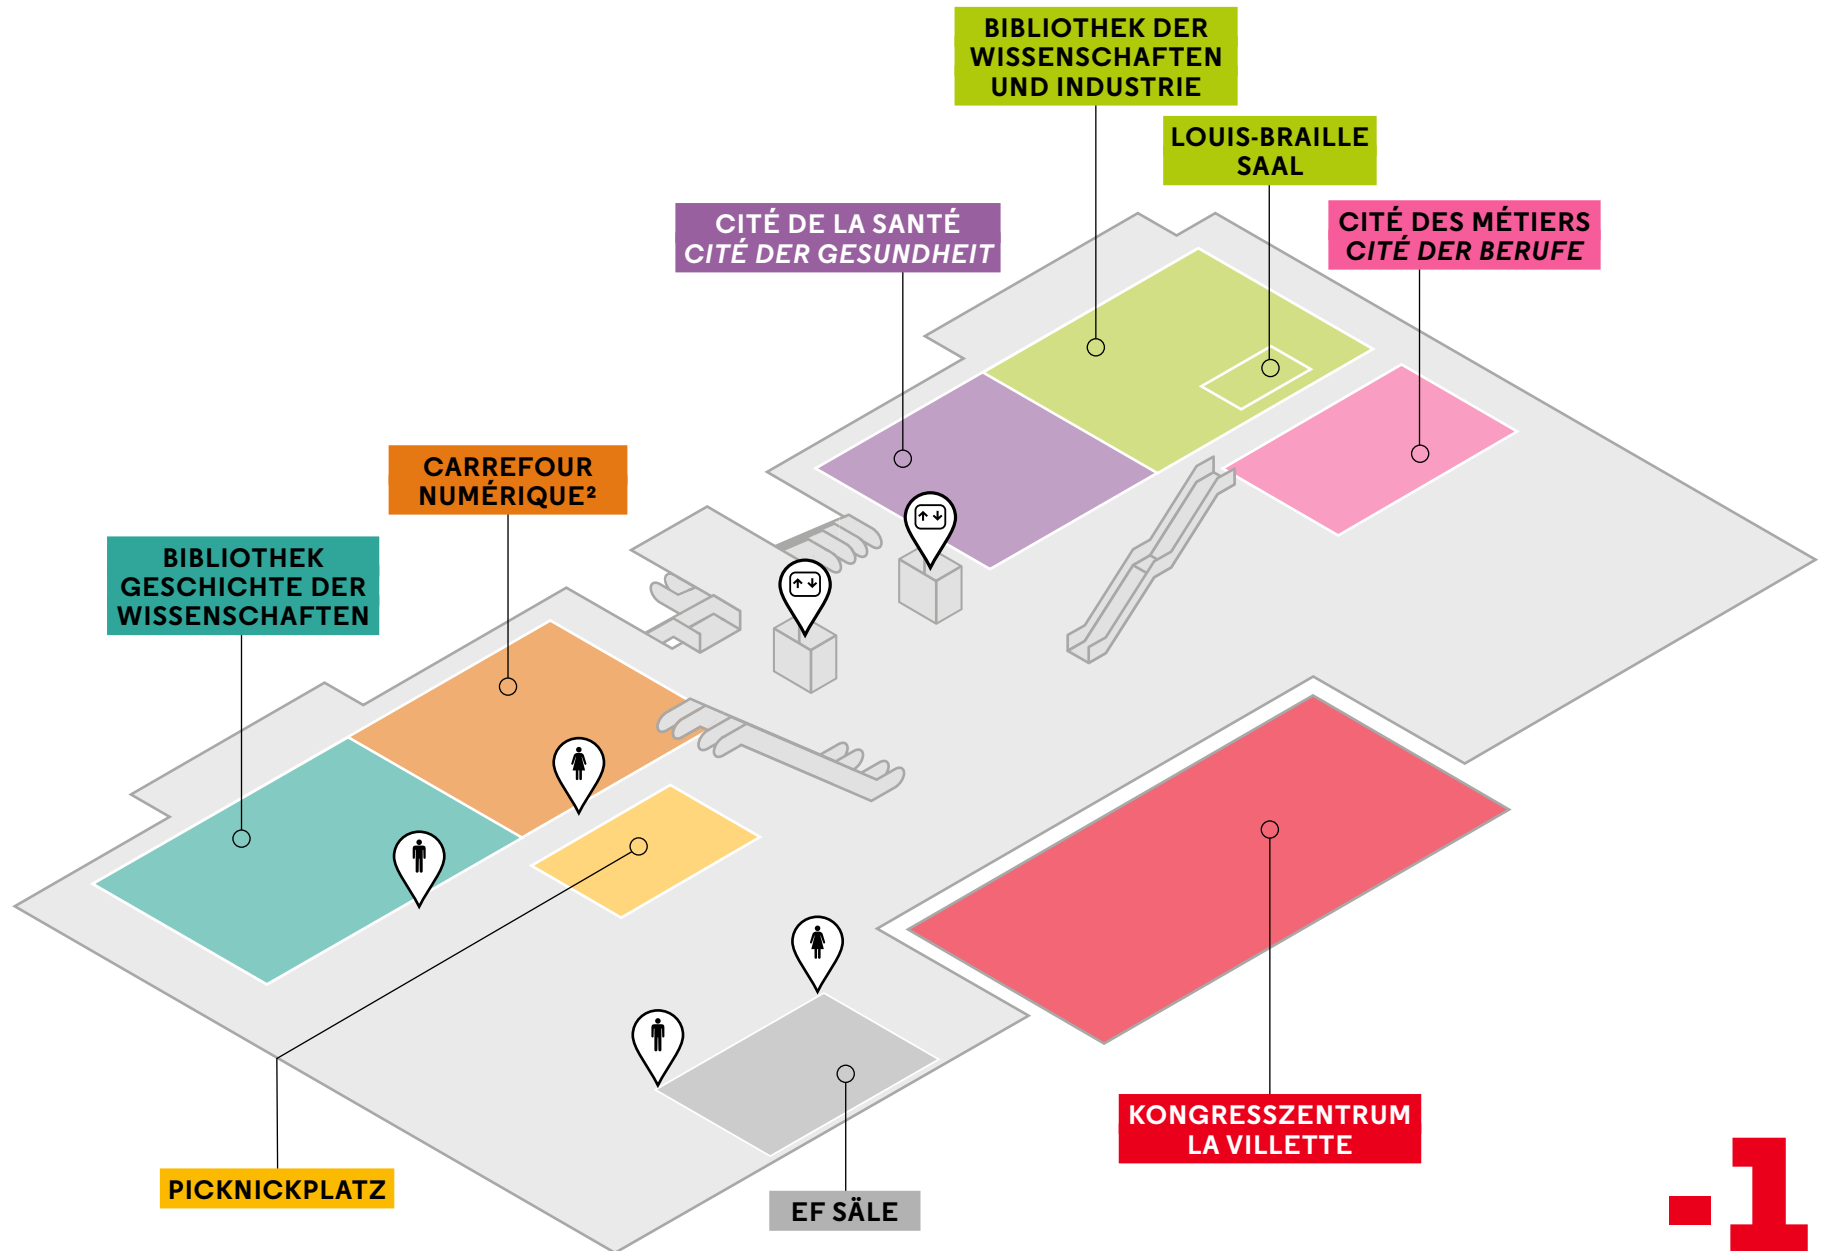 BIBLIOTHEK DER
WISSENSCHAFTEN
UND INDUSTRIE
LOUIS-BRAILLE
SAAL
CITÉ DE LA SANTÉ
CITÉ DER GESUNDHEIT
CITÉ DES MÉTIERS
CITÉ DER BERUFE
CARREFOUR
NUMÉRIQUE²
BIBLIOTHEK
GESCHICHTE DER
WISSENSCHAFTEN
KONGRESSZENTRUM
LA VILLETTE
PICKNICKPLATZ
EF SÄLE
-1